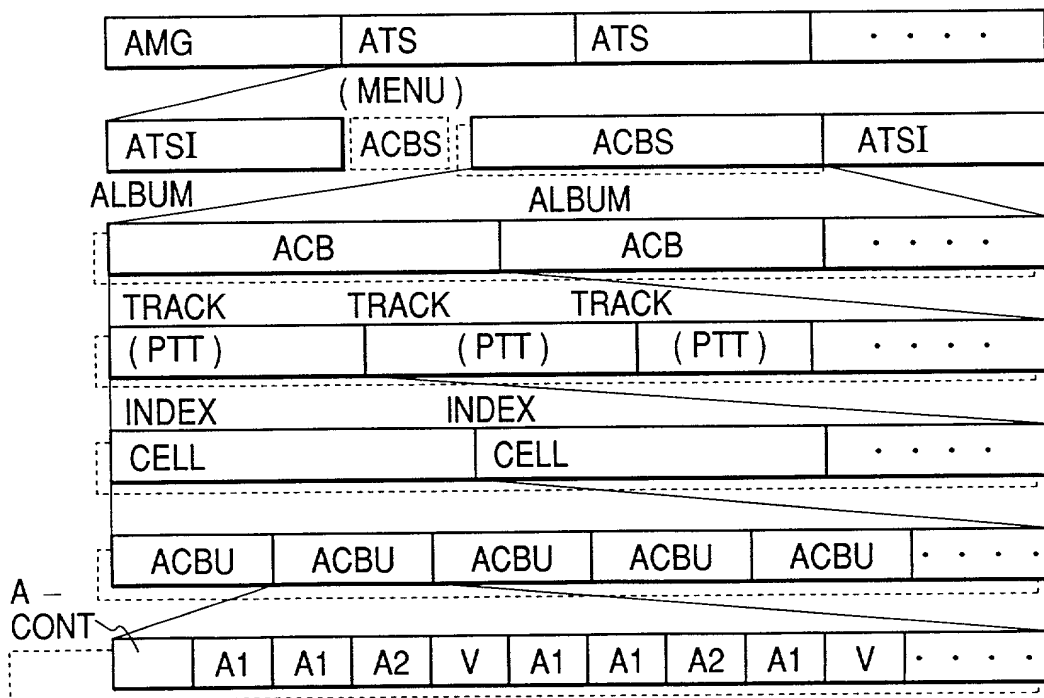 AMG ATS ATS · · · ·
( MENU )
ATSI ACBS ACBS ATSI
ALBUM ALBUM
ACB ACB · · · ·
TRACK TRACK TRACK
( PTT ) ( PTT ) ( PTT ) · · · ·
INDEX INDEX
CELL CELL · · · ·
ACBU ACBU ACBU ACBU ACBU · · · ·
A –
CONT
A1 A1 A2 V A1 A1 A2 A1 V · · · ·